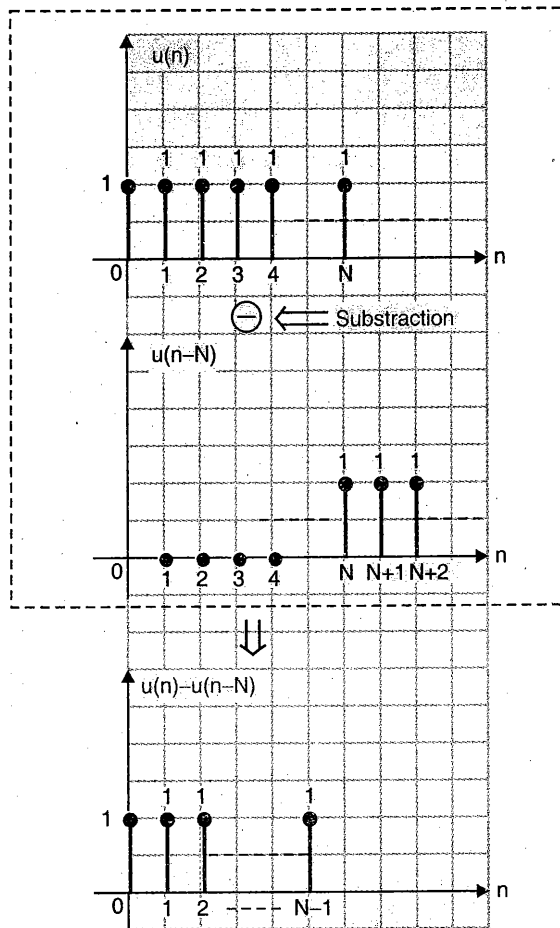 u(n)
1 1 1 1 1 1
0 1 2 3 4 N n
− Substraction
u(n–N)
1 1 1
0 1 2 3 4 N N+1 N+2 n
u(n)–u(n–N)
1 1 1 1
0 1 2 ---- N–1 n